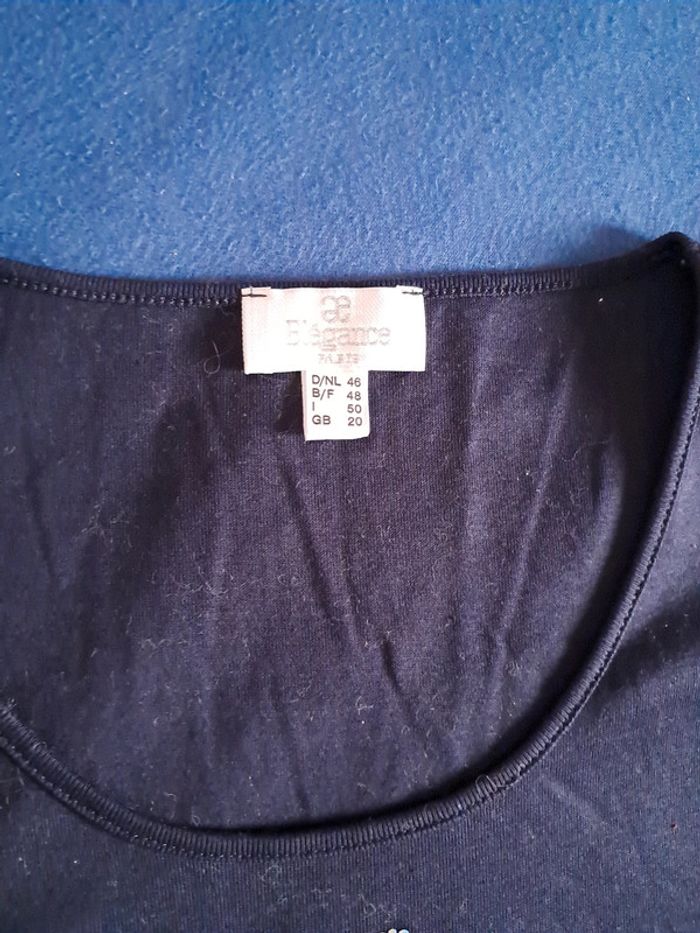 æ
Elégance
PARIS
D/NL 46
B/F 48
I 50
GB 20